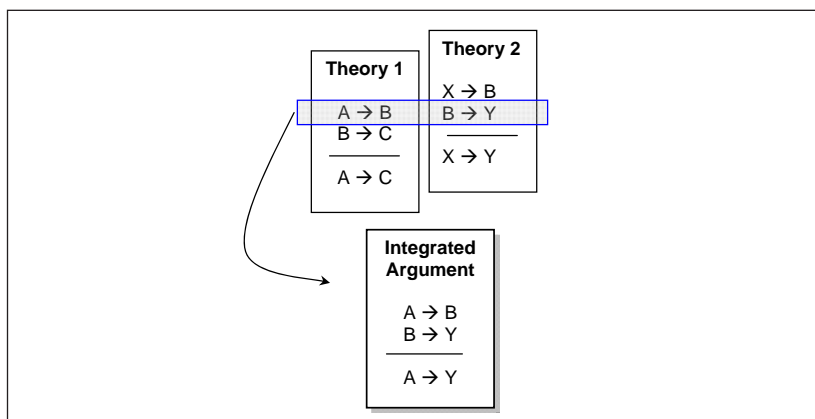 Theory 1
A → B
B → C
A → C
Theory 2
X → B
B → Y
X → Y
Integrated
Argument
A → B
B → Y
A → Y